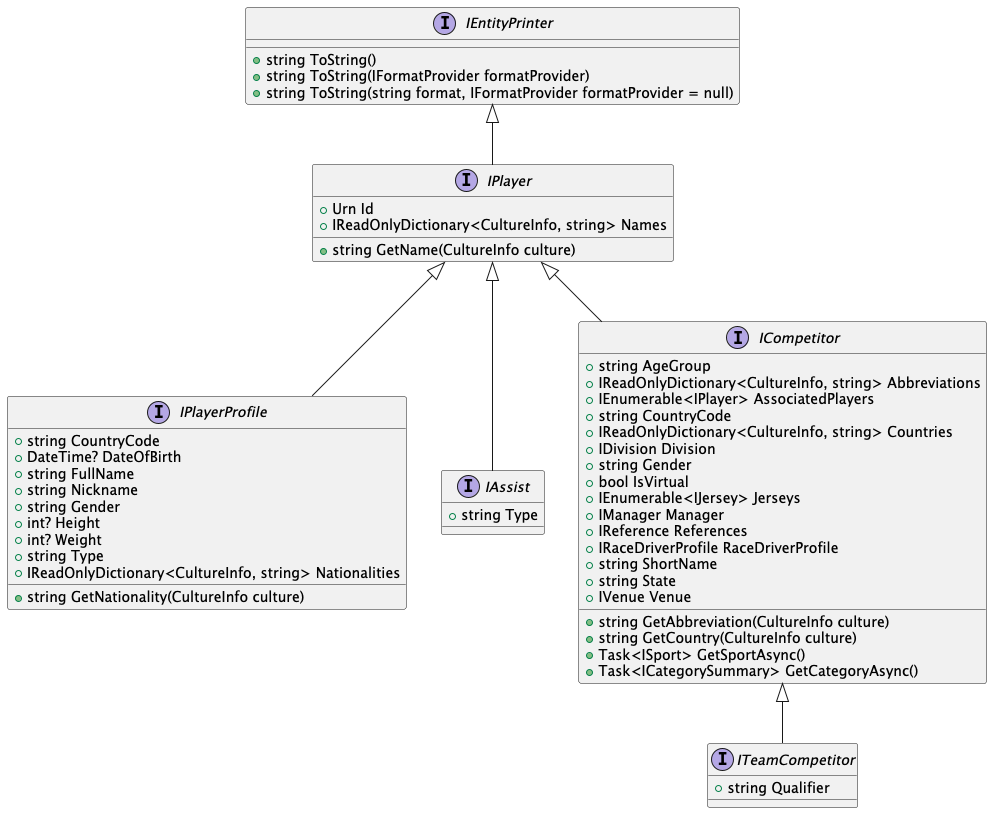 I IEntityPrinter
string ToString()
string ToString(IFormatProvider formatProvider)
string ToString(string format, IFormatProvider formatProvider = null)
I IPlayer
Urn Id
IReadOnlyDictionary<CultureInfo, string> Names
string GetName(CultureInfo culture)
I IPlayerProfile
string CountryCode
DateTime? DateOfBirth
string FullName
string Nickname
string Gender
int? Height
int? Weight
string Type
IReadOnlyDictionary<CultureInfo, string> Nationalities
string GetNationality(CultureInfo culture)
I IAssist
string Type
I ICompetitor
string AgeGroup
IReadOnlyDictionary<CultureInfo, string> Abbreviations
IEnumerable<IPlayer> AssociatedPlayers
string CountryCode
IReadOnlyDictionary<CultureInfo, string> Countries
IDivision Division
string Gender
bool IsVirtual
IEnumerable<IJersey> Jerseys
IManager Manager
IReference References
IRaceDriverProfile RaceDriverProfile
string ShortName
string State
IVenue Venue
string GetAbbreviation(CultureInfo culture)
string GetCountry(CultureInfo culture)
Task<ISport> GetSportAsync()
Task<ICategorySummary> GetCategoryAsync()
I ITeamCompetitor
string Qualifier